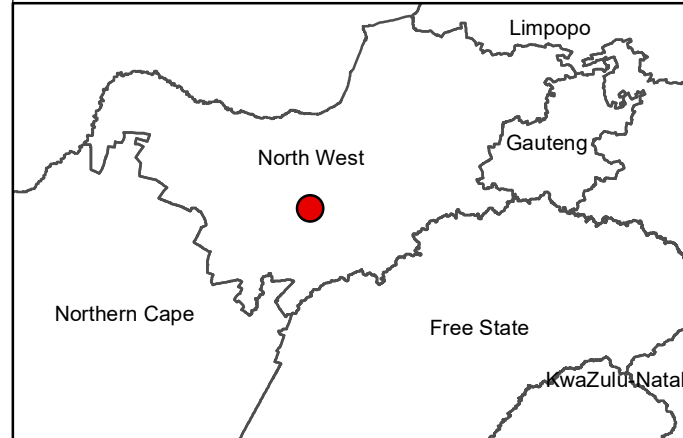 Limpopo
Gauteng
North West
Northern Cape
Free State
KwaZulu-Natal